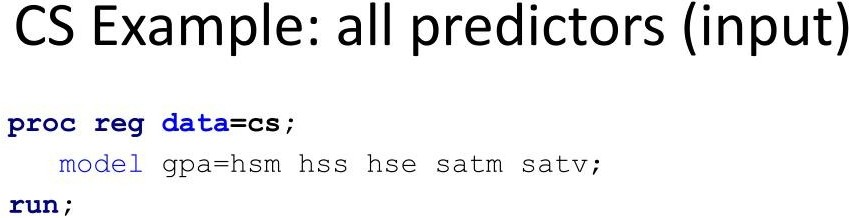 CS Example: all predictors (input)
proc reg data=cs;
model gpa=hsm hss hse satm satv;
run;